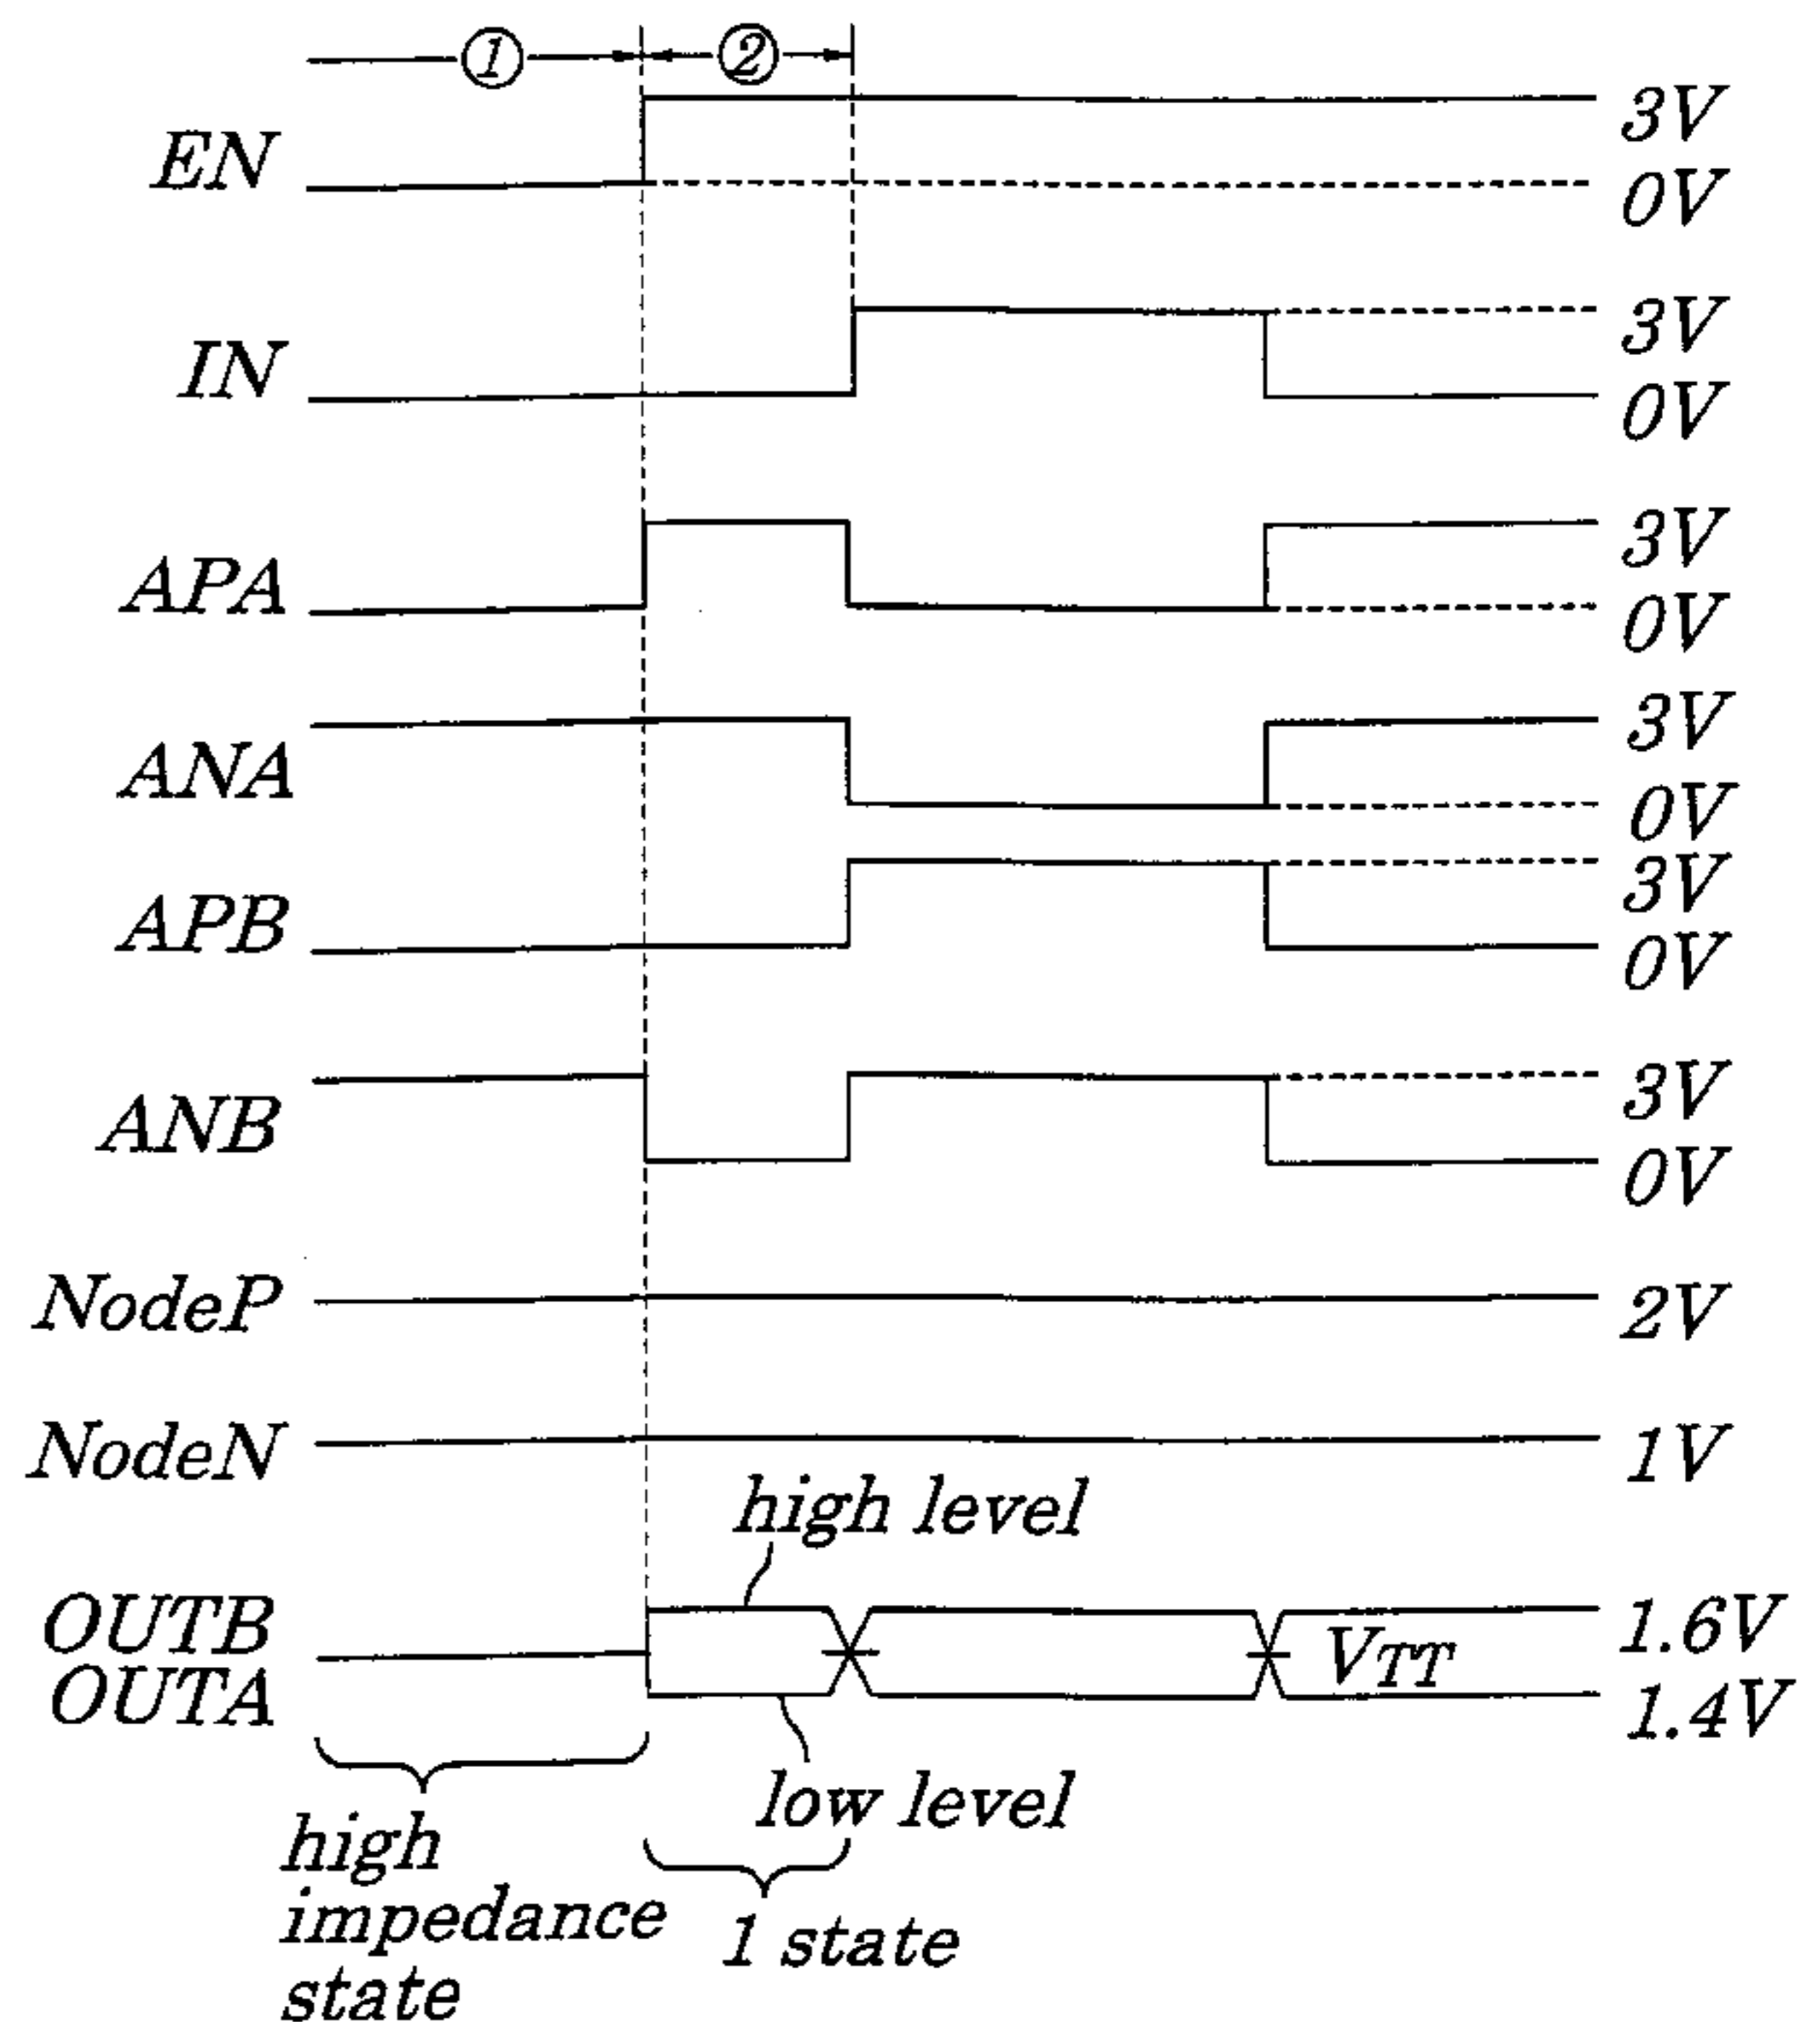 ① ②
EN 3V
0V
IN 3V
0V
APA 3V
0V
ANA 3V
0V
APB 3V
0V
ANB 3V
0V
NodeP 2V
NodeN 1V
high level
OUTB 1.6V
VTT
OUTA 1.4V
low level
high
impedance
state
1 state